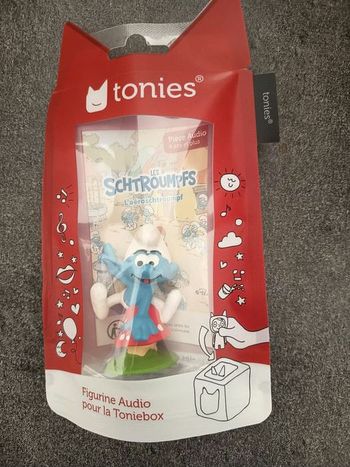 tonies®
tonies®
Pièce Audio
LES
SCHTROUMPFS
L'aéroschtroumpf
Figurine Audio
pour la Toniebox